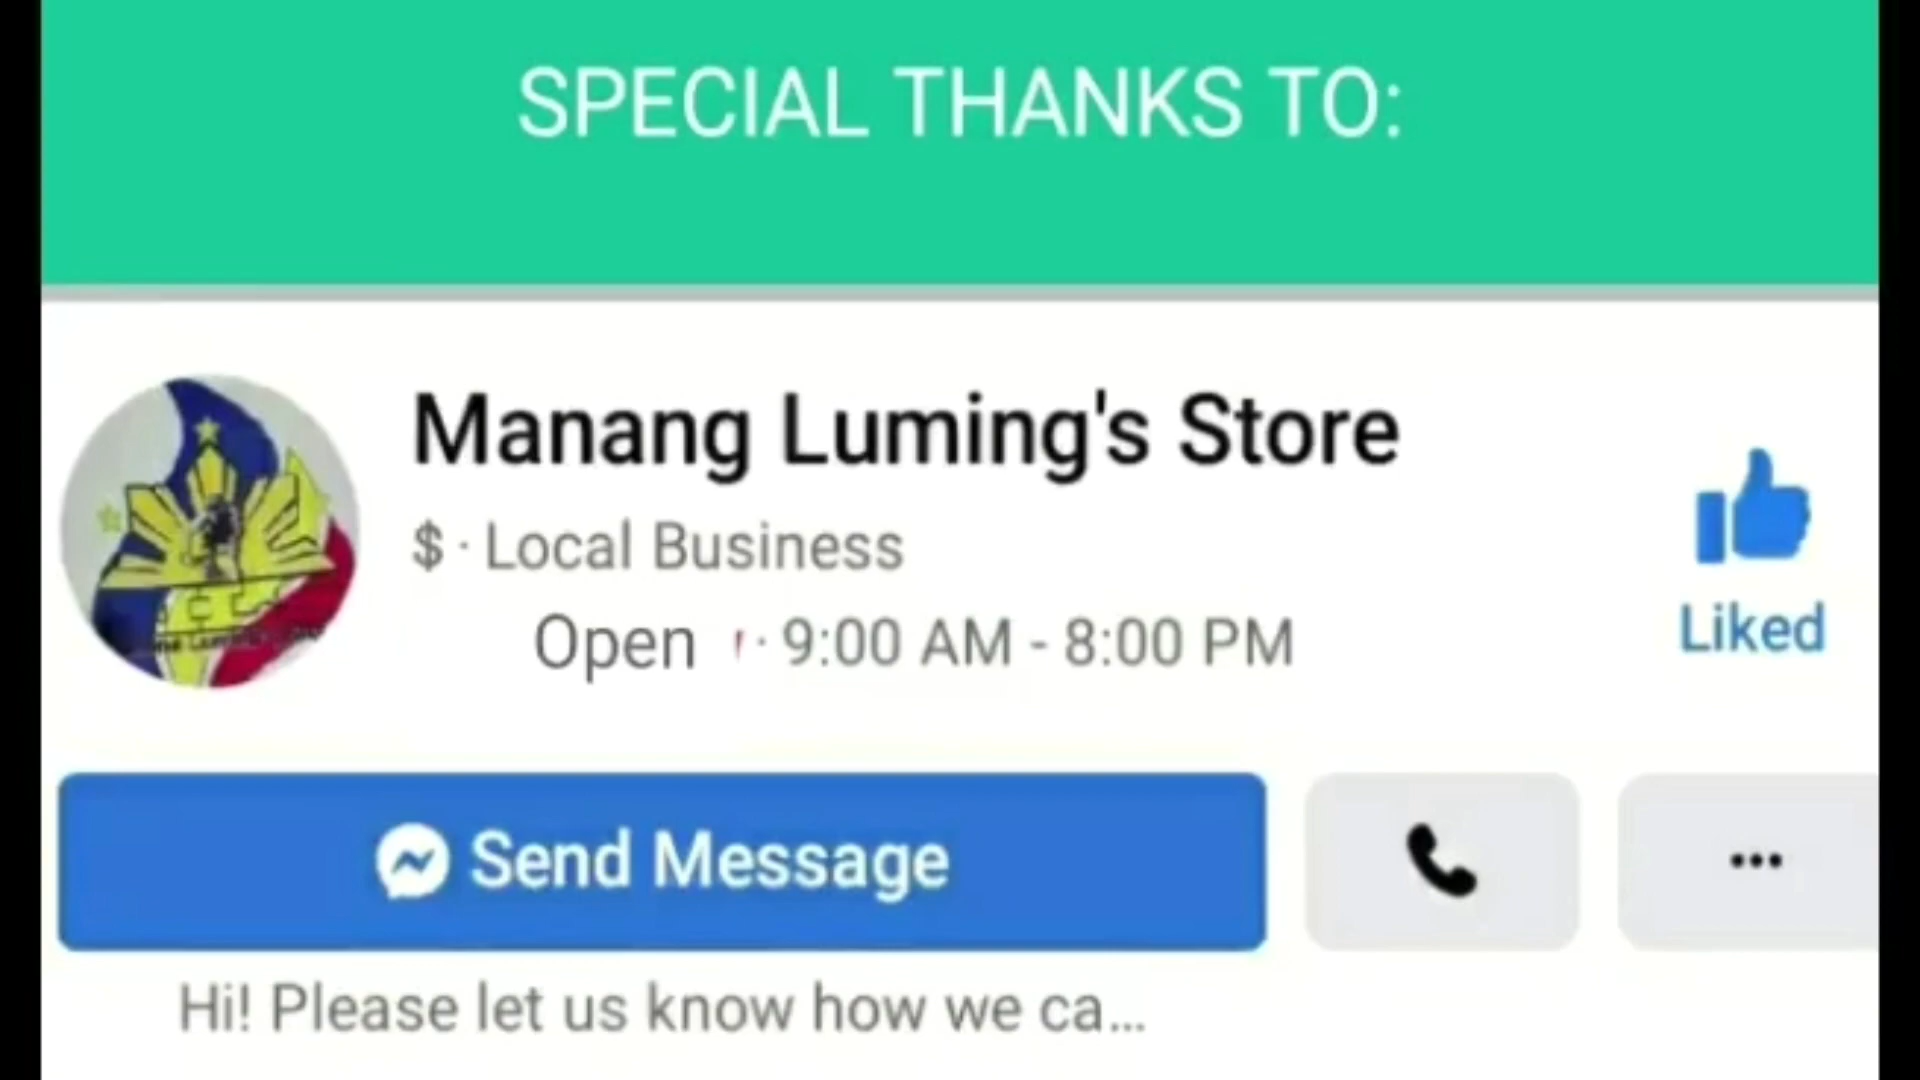 SPECIAL THANKS TO:
Manang Luming's Store
$ · Local Business
Open · 9:00 AM - 8:00 PM
Liked
Send Message
Hi! Please let us know how we ca...